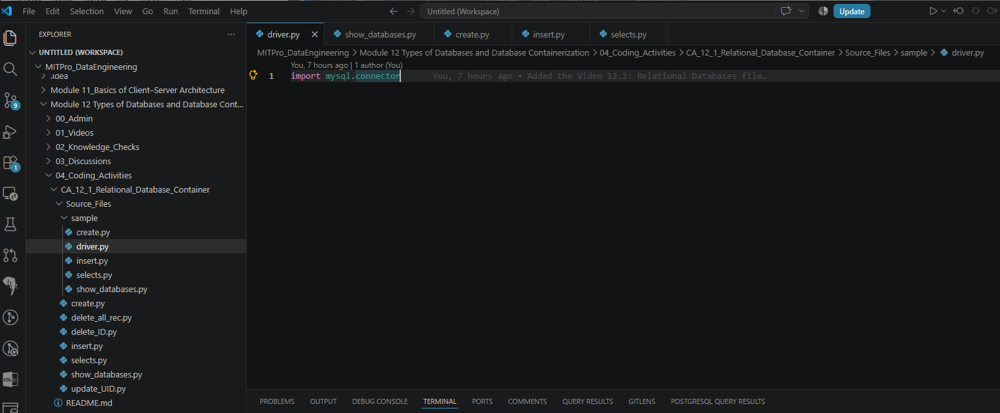 File Edit Selection View Go Run Terminal Help
Untitled (Workspace)
Update
EXPLORER
UNTITLED (WORKSPACE)
MITPro_DataEngineering
.idea
Module 11_Basics of Client–Server Architecture
Module 12 Types of Databases and Database Cont...
00_Admin
01_Videos
02_Knowledge_Checks
03_Discussions
04_Coding_Activities
CA_12_1_Relational_Database_Container
Source_Files
sample
create.py
driver.py
insert.py
selects.py
show_databases.py
create.py
delete_all_rec.py
delete_ID.py
insert.py
selects.py
show_databases.py
update_UID.py
README.md
9
1
SQL
driver.py show_databases.py create.py insert.py selects.py
MITPro_DataEngineering > Module 12 Types of Databases and Database Containerization > 04_Coding_Activities > CA_12_1_Relational_Database_Container > Source_Files > sample > driver.py
You, 7 hours ago | 1 author (You)
1 import mysql.connector You, 7 hours ago • Added the Video 12.2: Relational Databases file…
PROBLEMS OUTPUT DEBUG CONSOLE TERMINAL PORTS COMMENTS QUERY RESULTS GITLENS POSTGRESQL QUERY RESULTS